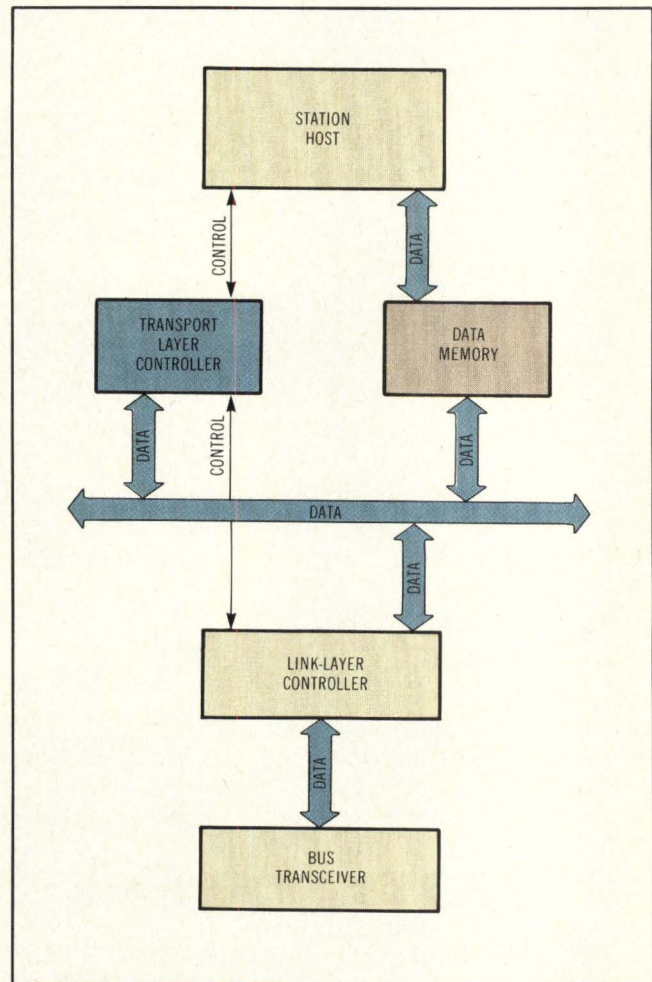 STATION
HOST
CONTROL
DATA
TRANSPORT
LAYER
CONTROLLER
DATA
MEMORY
DATA
CONTROL
DATA
DATA
DATA
LINK-LAYER
CONTROLLER
DATA
BUS
TRANSCEIVER